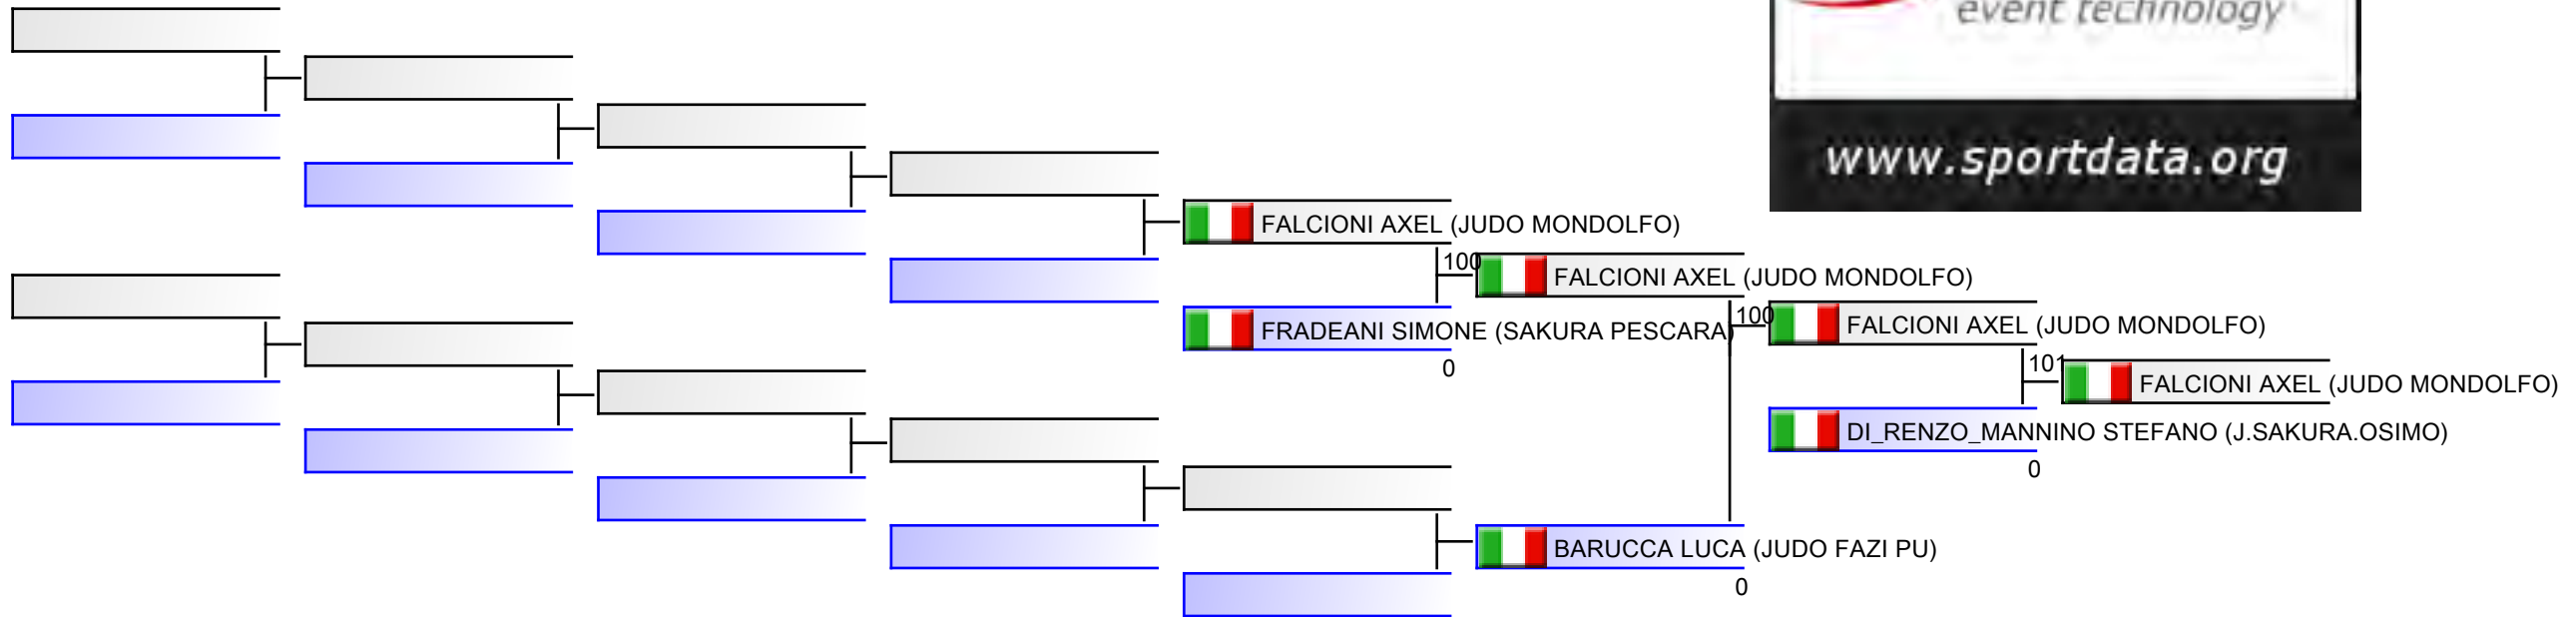 event technology
www.sportdata.org
FALCIONI AXEL (JUDO MONDOLFO)
100
FALCIONI AXEL (JUDO MONDOLFO)
FRADEANI SIMONE (SAKURA PESCARA)
0
100
FALCIONI AXEL (JUDO MONDOLFO)
101
FALCIONI AXEL (JUDO MONDOLFO)
DI_RENZO_MANNINO STEFANO (J.SAKURA.OSIMO)
0
BARUCCA LUCA (JUDO FAZI PU)
0